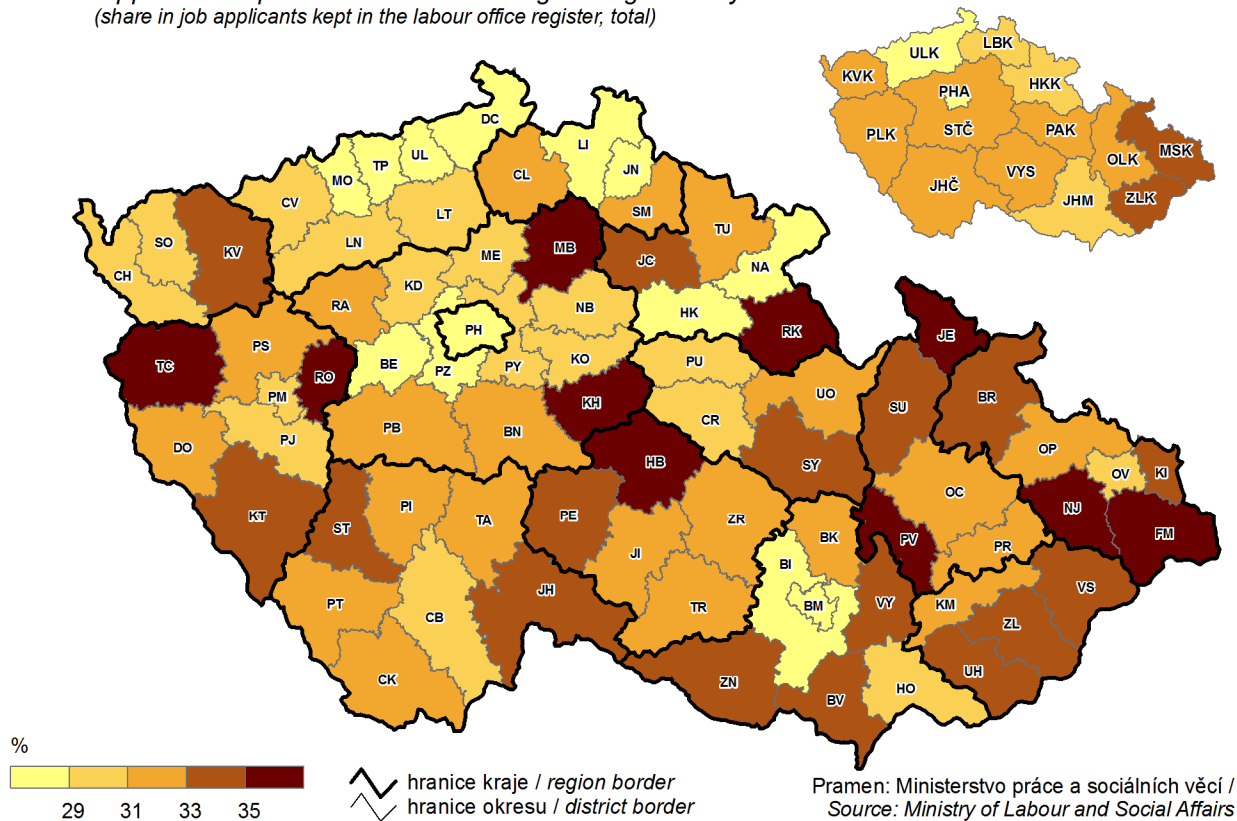 (share in job applicants kept in the labour office register, total)
ULK
LBK
KVK
HKK
PHA
PLK
STČ
PAK
MSK
OLK
VYS
JHČ
JHM
ZLK
DC
LI
UL
TP
MO
JN
CL
CV
LT
SM
TU
SO
LN
KV
MB
JC
ME
NA
CH
KD
RA
NB
HK
RK
PH
JE
PS
TC
RO
BE
PZ
PY
KO
PU
PM
BR
UO
SU
KH
CR
PB
BN
PJ
DO
OP
HB
SY
OV
KI
OC
KT
ST
PI
TA
PE
ZR
NJ
FM
BK
PV
PR
JI
BI
VS
JH
PT
CB
TR
BM
VY
KM
ZL
UH
CK
ZN
BV
HO
%
29 31 33 35
hranice kraje / region border
hranice okresu / district border
Pramen: Ministerstvo práce a sociálních věcí /
Source: Ministry of Labour and Social Affairs